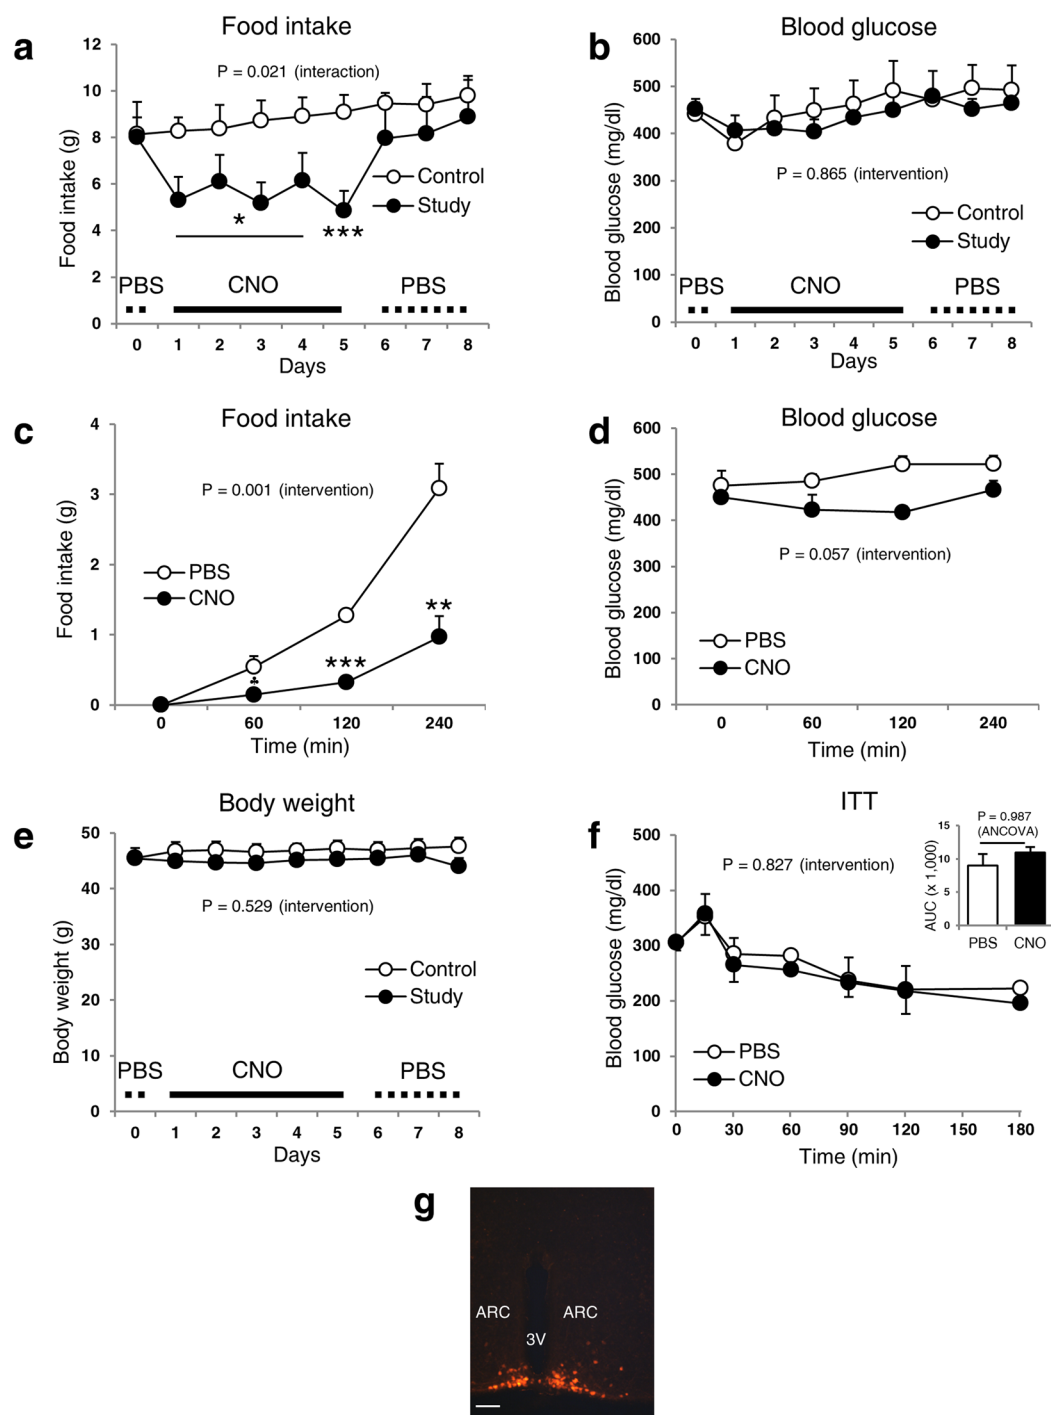 a
Food intake
12
10
8
6
4
2
0
Food intake (g)
P = 0.021 (interaction)
Control
Study
*
***
PBS
CNO
PBS
0 1 2 3 4 5 6 7 8
Days
b
Blood glucose
600
500
400
300
200
100
0
Blood glucose (mg/dl)
P = 0.865 (intervention)
Control
Study
PBS
CNO
PBS
0 1 2 3 4 5 6 7 8
Days
c
Food intake
4
3
2
1
0
Food intake (g)
P = 0.001 (intervention)
PBS
CNO
***
**
0 60 120 240
Time (min)
d
Blood glucose
600
500
400
300
200
100
0
Blood glucose (mg/dl)
P = 0.057 (intervention)
PBS
CNO
0 60 120 240
Time (min)
e
Body weight
50
40
30
20
10
0
Body weight (g)
P = 0.529 (intervention)
Control
Study
PBS
CNO
PBS
0 1 2 3 4 5 6 7 8
Days
f
ITT
500
400
300
200
100
0
Blood glucose (mg/dl)
P = 0.827 (intervention)
PBS
CNO
0 30 60 90 120 150 180
Time (min)
P = 0.987
(ANCOVA)
15
10
5
0
AUC (x 1,000)
PBS CNO
g
ARC
ARC
3V